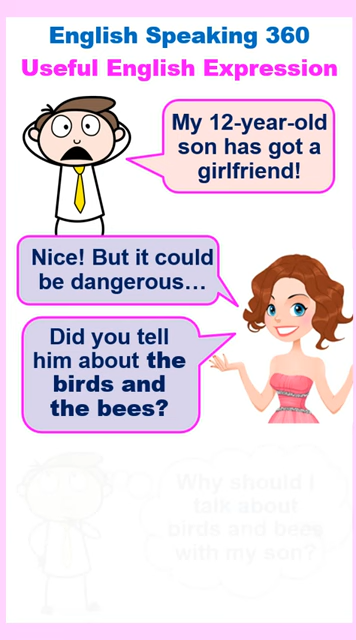 English Speaking 360
Useful English Expression
My 12-year-old
son has got a
girlfriend!
Nice! But it could
be dangerous…
Did you tell
him about the
birds and
the bees?
Why should I
talk about
birds and bees
with my son?